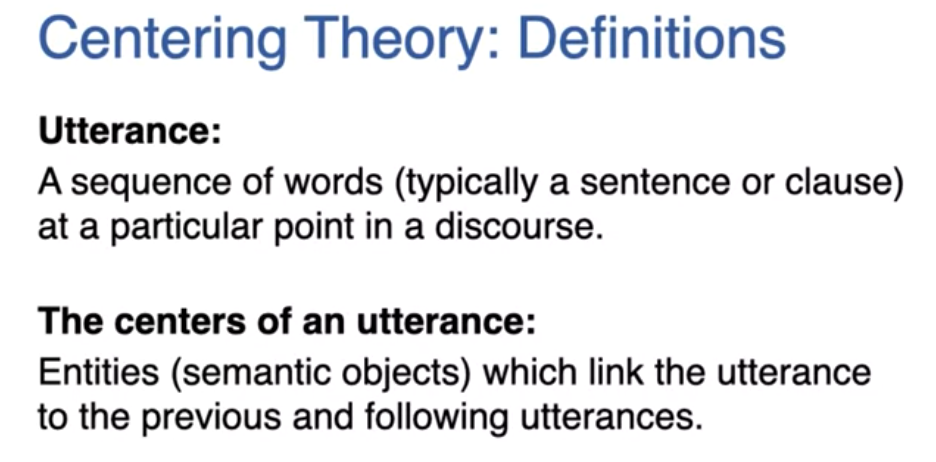 Centering Theory: Definitions
Utterance:
A sequence of words (typically a sentence or clause)
at a particular point in a discourse.
The centers of an utterance:
Entities (semantic objects) which link the utterance
to the previous and following utterances.